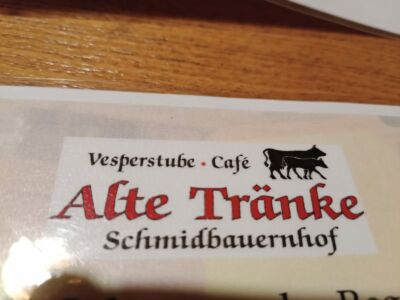 Vesperstube · Café
Alte Tränke
Schmidbauernhof